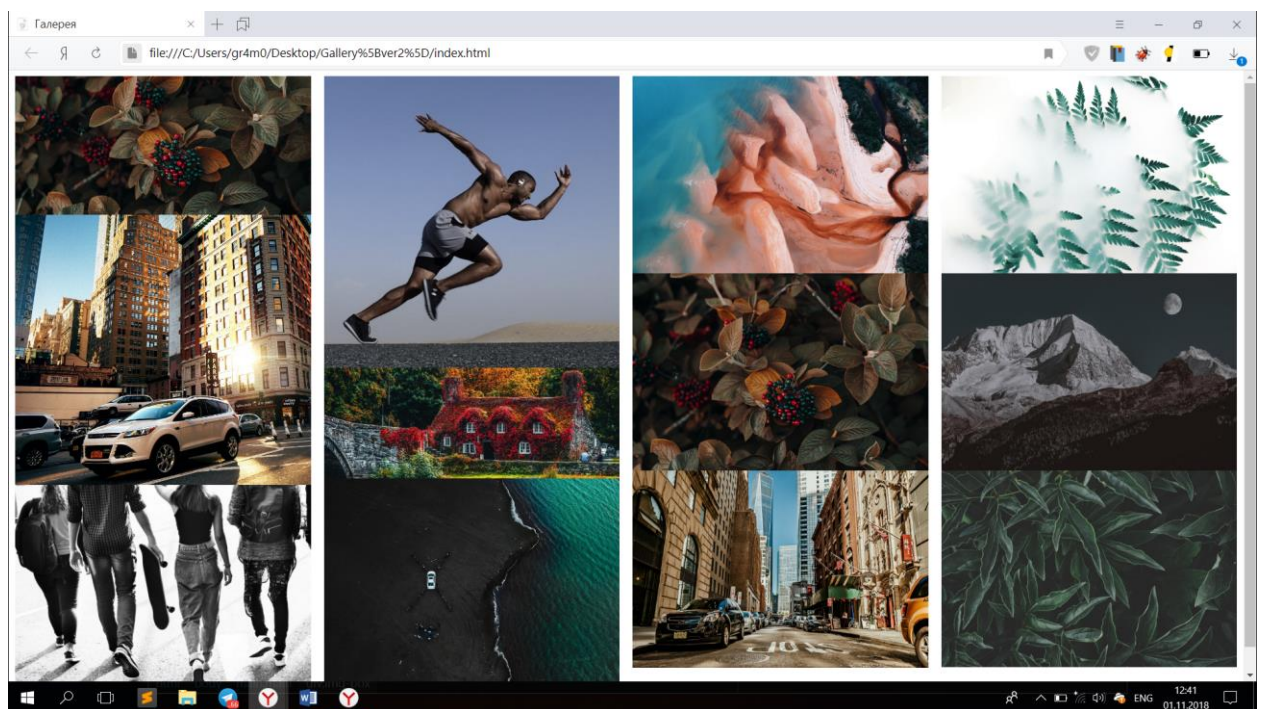 Галерея
file:///C:/Users/gr4m0/Desktop/Gallery%5Bver2%5D/index.html
ENG
12:41
01.11.2018